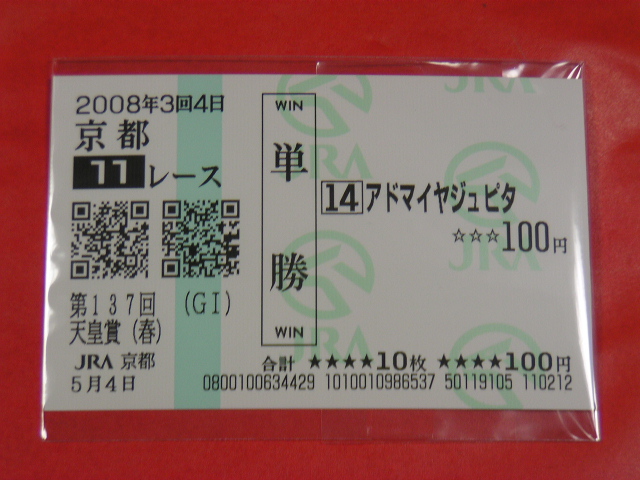 2008年3回4日
京都
11レース
第137回 (GI)
天皇賞(春)
JRA 京都
5月4日
WIN
単勝
WIN
14 アドマイヤジュピタ
☆☆☆100円
合計 ★★★★10枚 ★★★★100円
0800100634429 1010010986537 50119105 110212
JRA
JRA
JRA
JRA